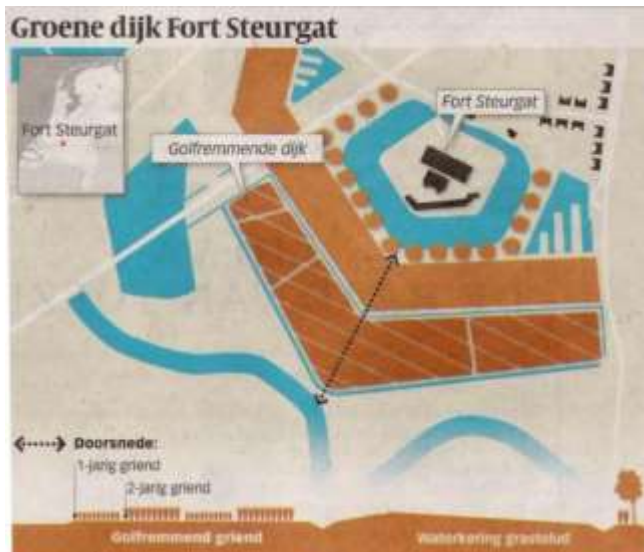 Groene dijk Fort Steurgat
Fort Steurgat
Fort Steurgat
Golfremmende dijk
Doorsnede:
1-jarig griend
2-jarig griend
Golfremmend griend
Waterkering grastalud